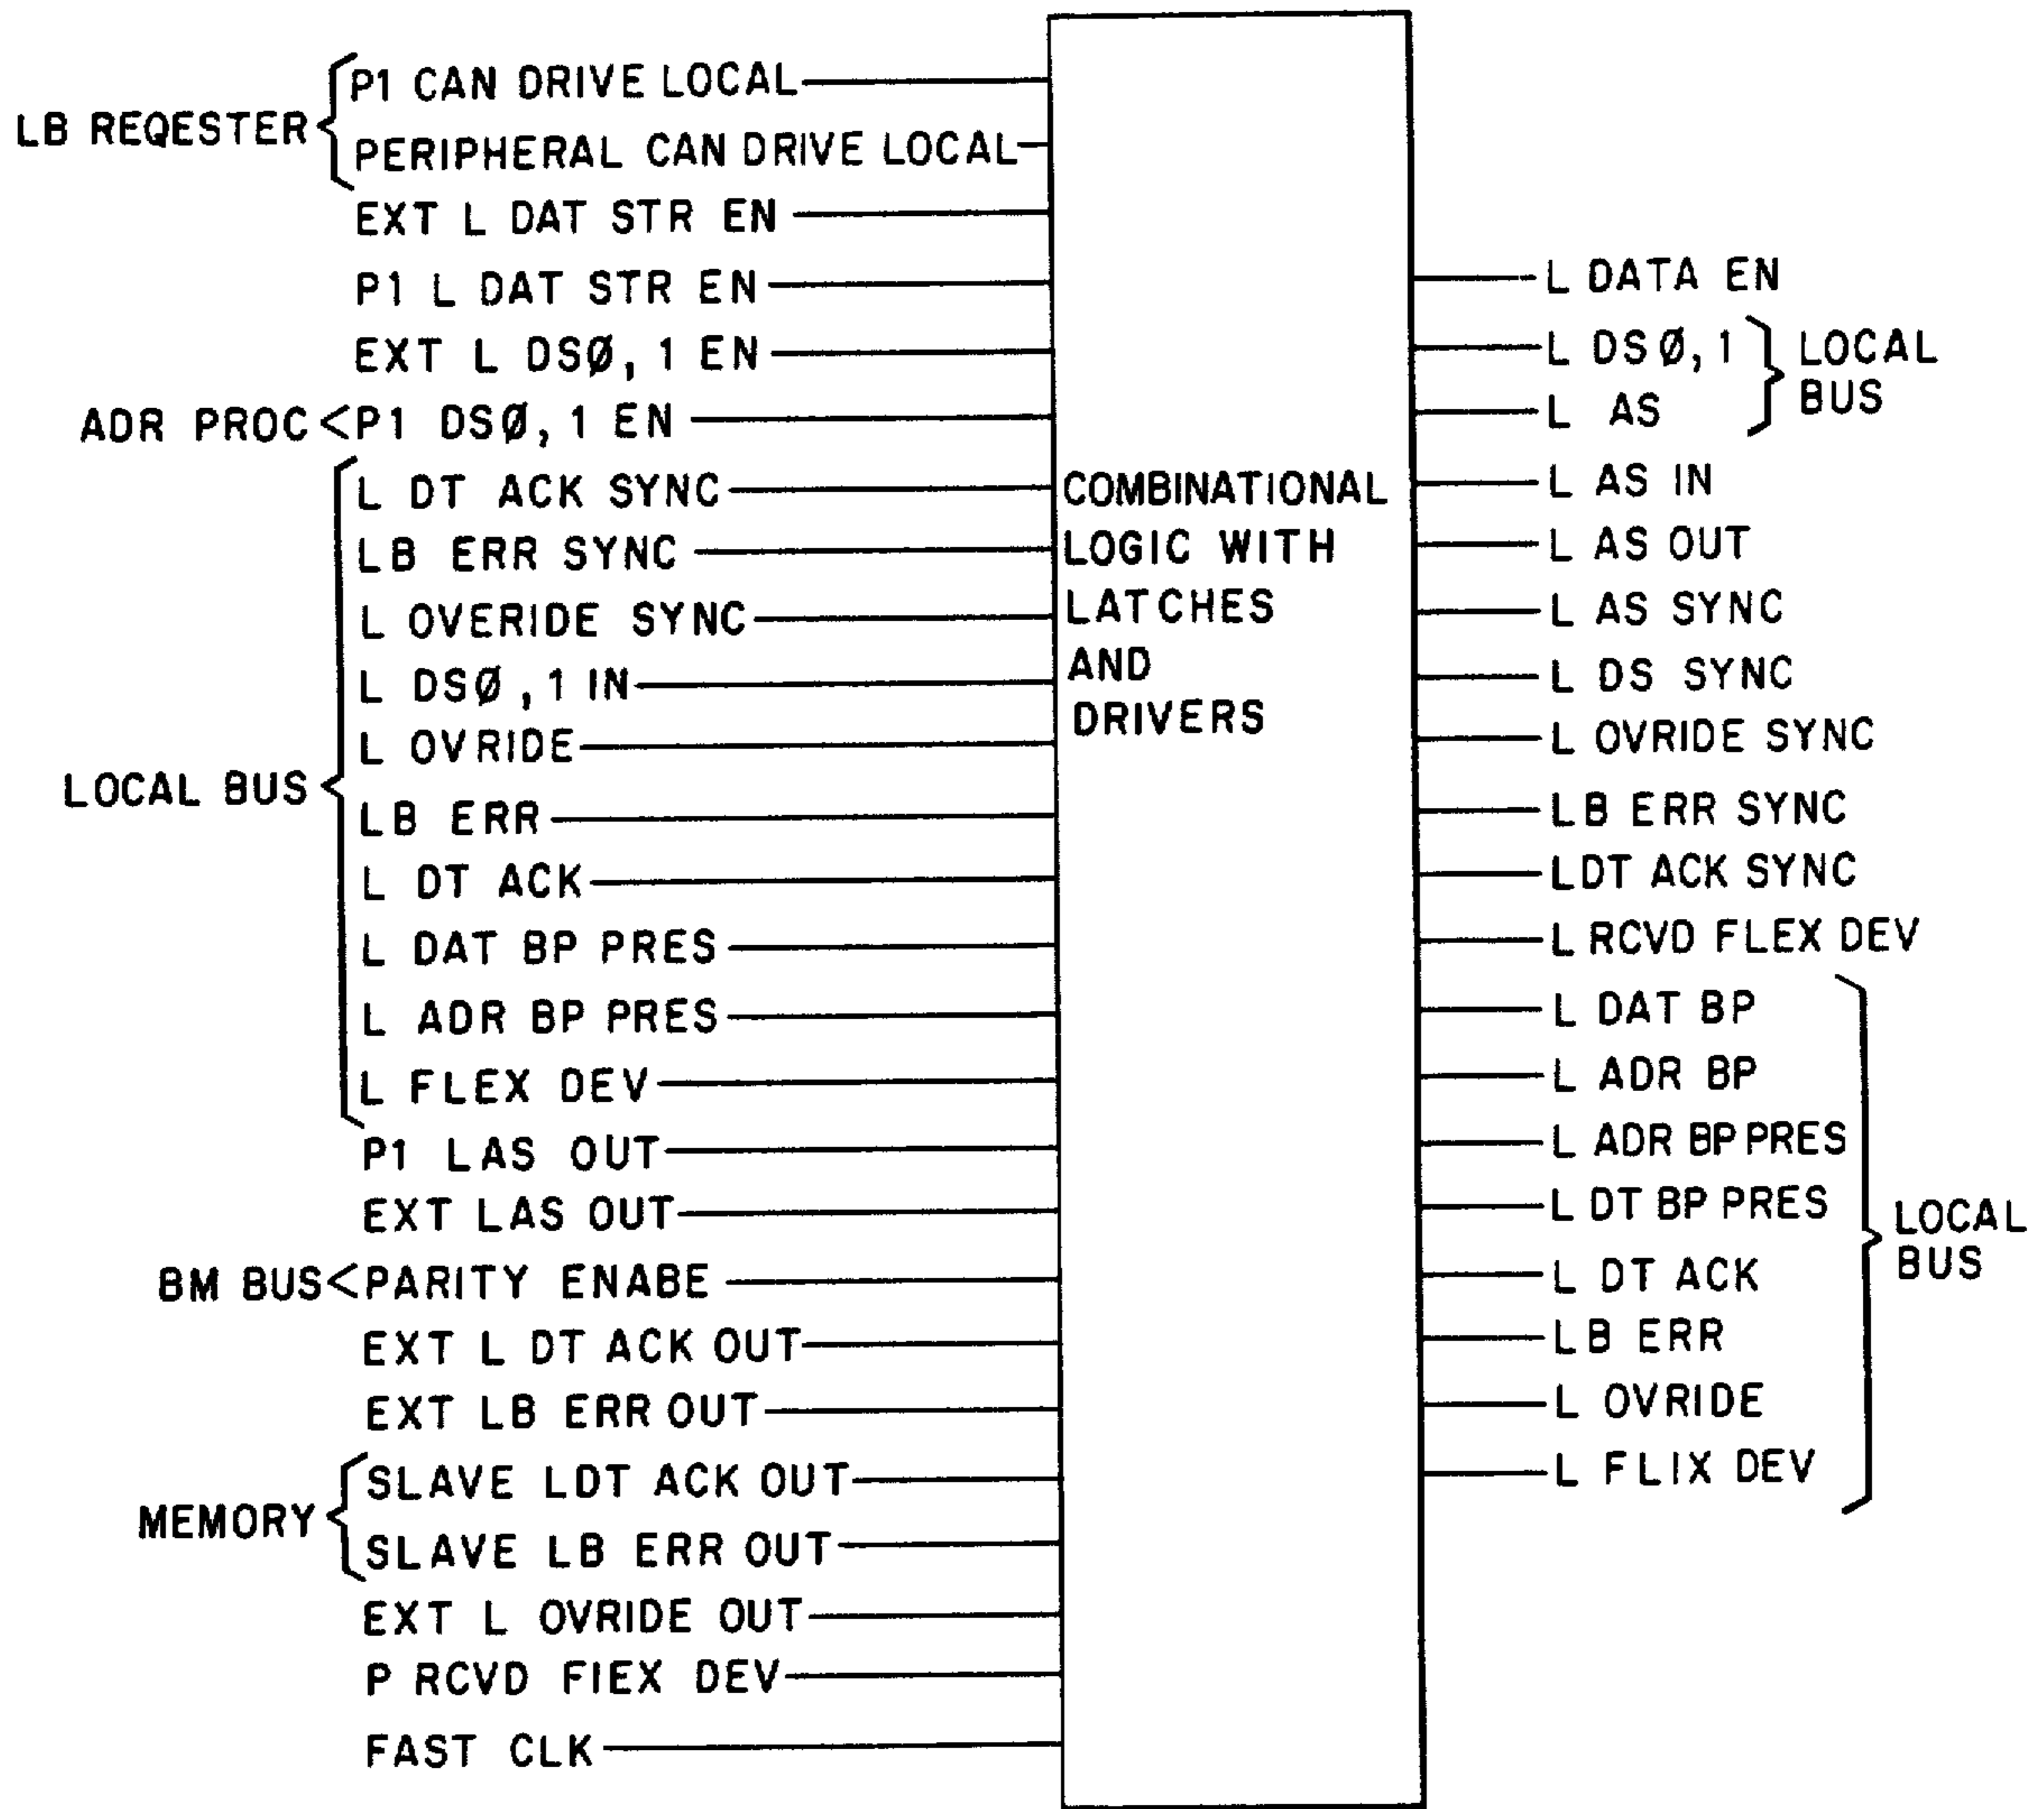 P1 CAN DRIVE LOCAL
LB REQESTER
PERIPHERAL CAN DRIVE LOCAL
EXT L DAT STR EN
P1 L DAT STR EN
EXT L DSØ, 1 EN
ADR PROC < P1 DSØ, 1 EN
L DT ACK SYNC
LB ERR SYNC
L OVERIDE SYNC
L DSØ, 1 IN
L OVRIDE
LOCAL BUS
LB ERR
L DT ACK
L DAT BP PRES
L ADR BP PRES
L FLEX DEV
P1 LAS OUT
EXT LAS OUT
BM BUS < PARITY ENABE
EXT L DT ACK OUT
EXT LB ERR OUT
SLAVE LDT ACK OUT
MEMORY
SLAVE LB ERR OUT
EXT L OVRIDE OUT
P RCVD FIEX DEV
FAST CLK
COMBINATIONAL
LOGIC WITH
LATCHES
AND
DRIVERS
L DATA EN
L DSØ, 1
L AS
LOCAL
BUS
L AS IN
L AS OUT
L AS SYNC
L DS SYNC
L OVRIDE SYNC
LB ERR SYNC
LDT ACK SYNC
L RCVD FLEX DEV
L DAT BP
L ADR BP
L ADR BP PRES
L DT BP PRES
LOCAL
BUS
L DT ACK
LB ERR
L OVRIDE
L FLIX DEV